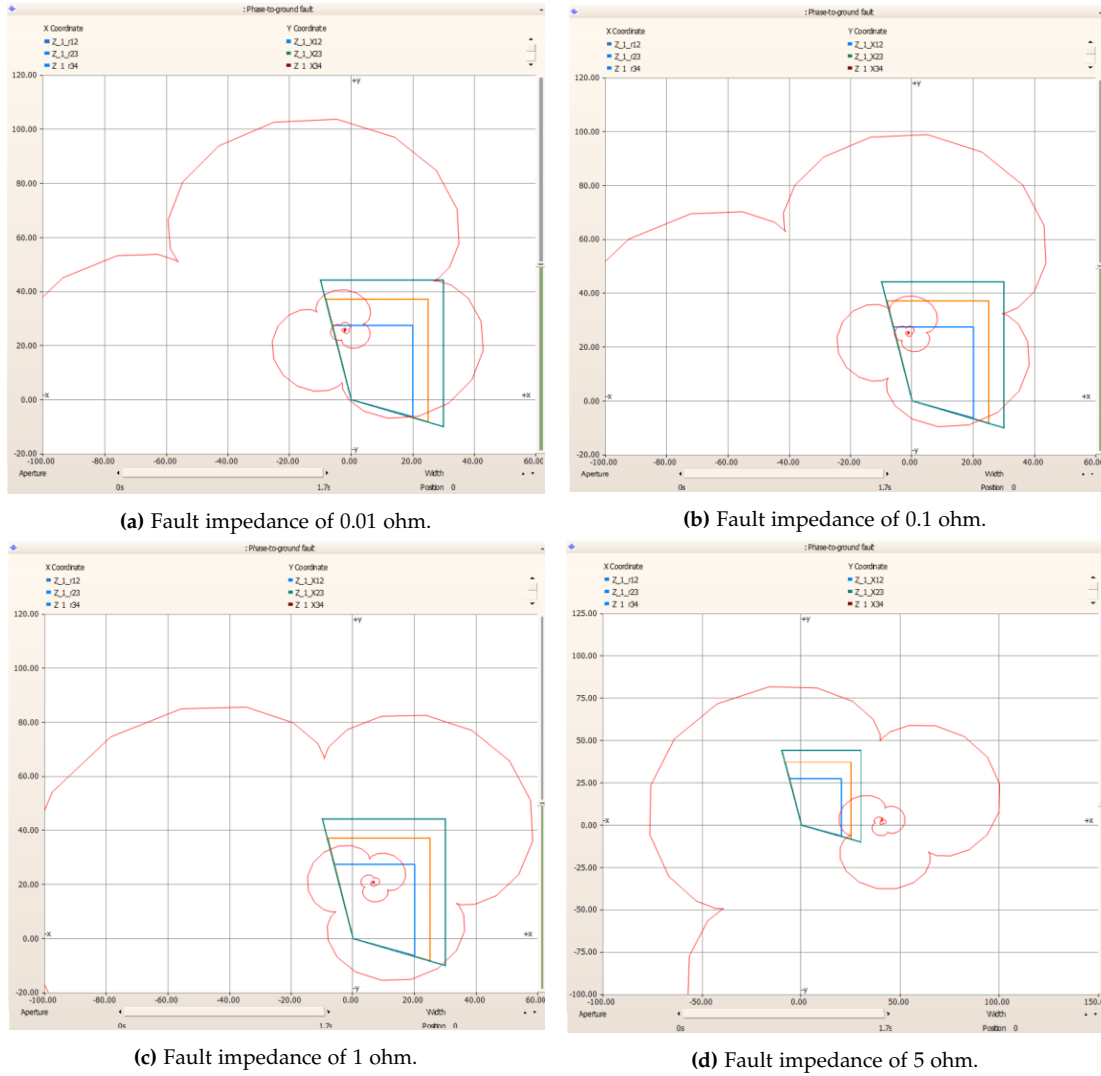 : Phase-to-ground fault
X Coordinate Y Coordinate
Z_1_r12 Z_1_X12
Z_1_r23 Z_1_X23
Z 1 r34 Z 1 X34
120.00
+y
100.00
80.00
60.00
40.00
20.00
0.00
-x +x
-y
-20.00
-100.00 -80.00 -60.00 -40.00 -20.00 0.00 20.00 40.00 60.00
Aperture Width
0s 1.7s Position 0
(a) Fault impedance of 0.01 ohm.
: Phase-to-ground fault
X Coordinate Y Coordinate
Z_1_r12 Z_1_X12
Z_1_r23 Z_1_X23
Z 1 r34 Z 1 X34
120.00
+y
100.00
80.00
60.00
40.00
20.00
0.00
-x +x
-y
-20.00
-100.00 -80.00 -60.00 -40.00 -20.00 0.00 20.00 40.00 60.00
Aperture Width
0s 1.7s Position 0
(b) Fault impedance of 0.1 ohm.
: Phase-to-ground fault
X Coordinate Y Coordinate
Z_1_r12 Z_1_X12
Z_1_r23 Z_1_X23
Z 1 r34 Z 1 X34
120.00
+y
100.00
80.00
60.00
40.00
20.00
0.00
-x +x
-y
-20.00
-100.00 -80.00 -60.00 -40.00 -20.00 0.00 20.00 40.00 60.00
Aperture Width
0s 1.7s Position 0
(c) Fault impedance of 1 ohm.
: Phase-to-ground fault
X Coordinate Y Coordinate
Z_1_r12 Z_1_X12
Z_1_r23 Z_1_X23
Z 1 r34 Z 1 X34
125.00
+y
100.00
75.00
50.00
25.00
0.00
-x +x
-25.00
-50.00
-75.00
-y
-100.00
-100.00 -50.00 0.00 50.00 100.00 150.0
Aperture Width
0s 1.7s Position 0
(d) Fault impedance of 5 ohm.